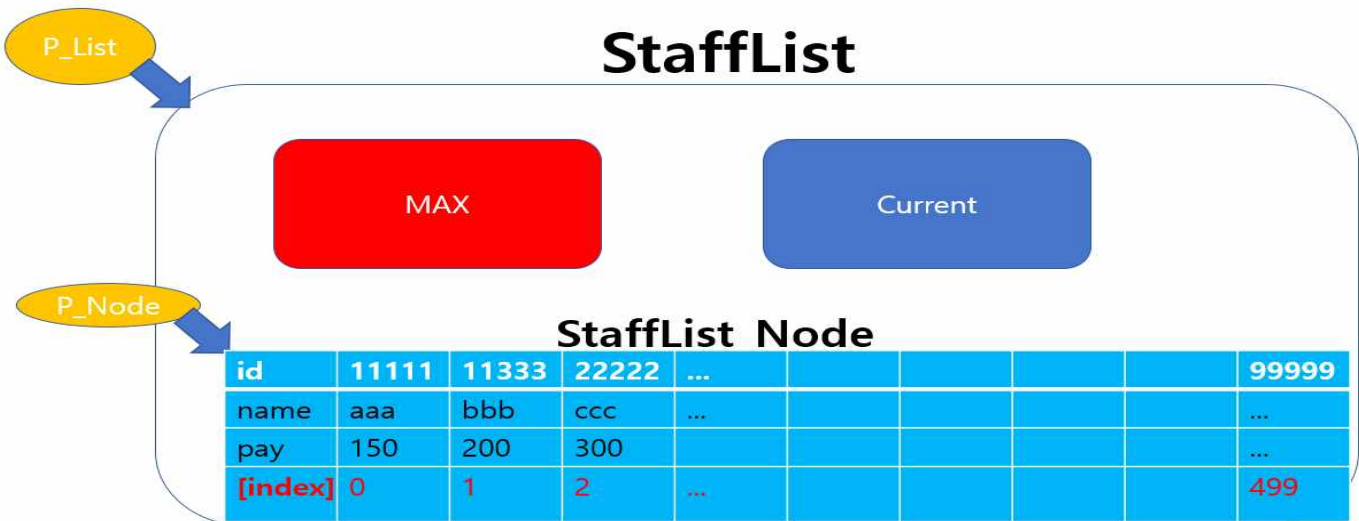 P_List
StaffList
MAX
Current
P_Node
StaffList Node
id 11111 11333 22222 ... 99999
name aaa bbb ccc ... ...
pay 150 200 300 ...
[index] 0 1 2 ... 499